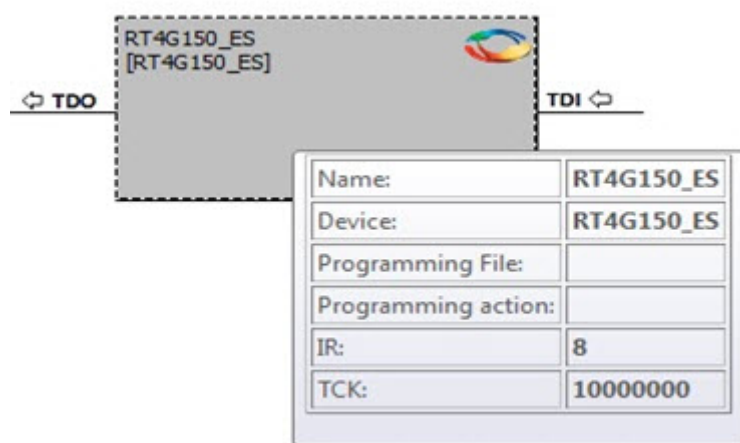 RT4G150_ES
[RT4G150_ES]
TDO TDI
Name: RT4G150_ES
Device: RT4G150_ES
Programming File:
Programming action:
IR: 8
TCK: 10000000